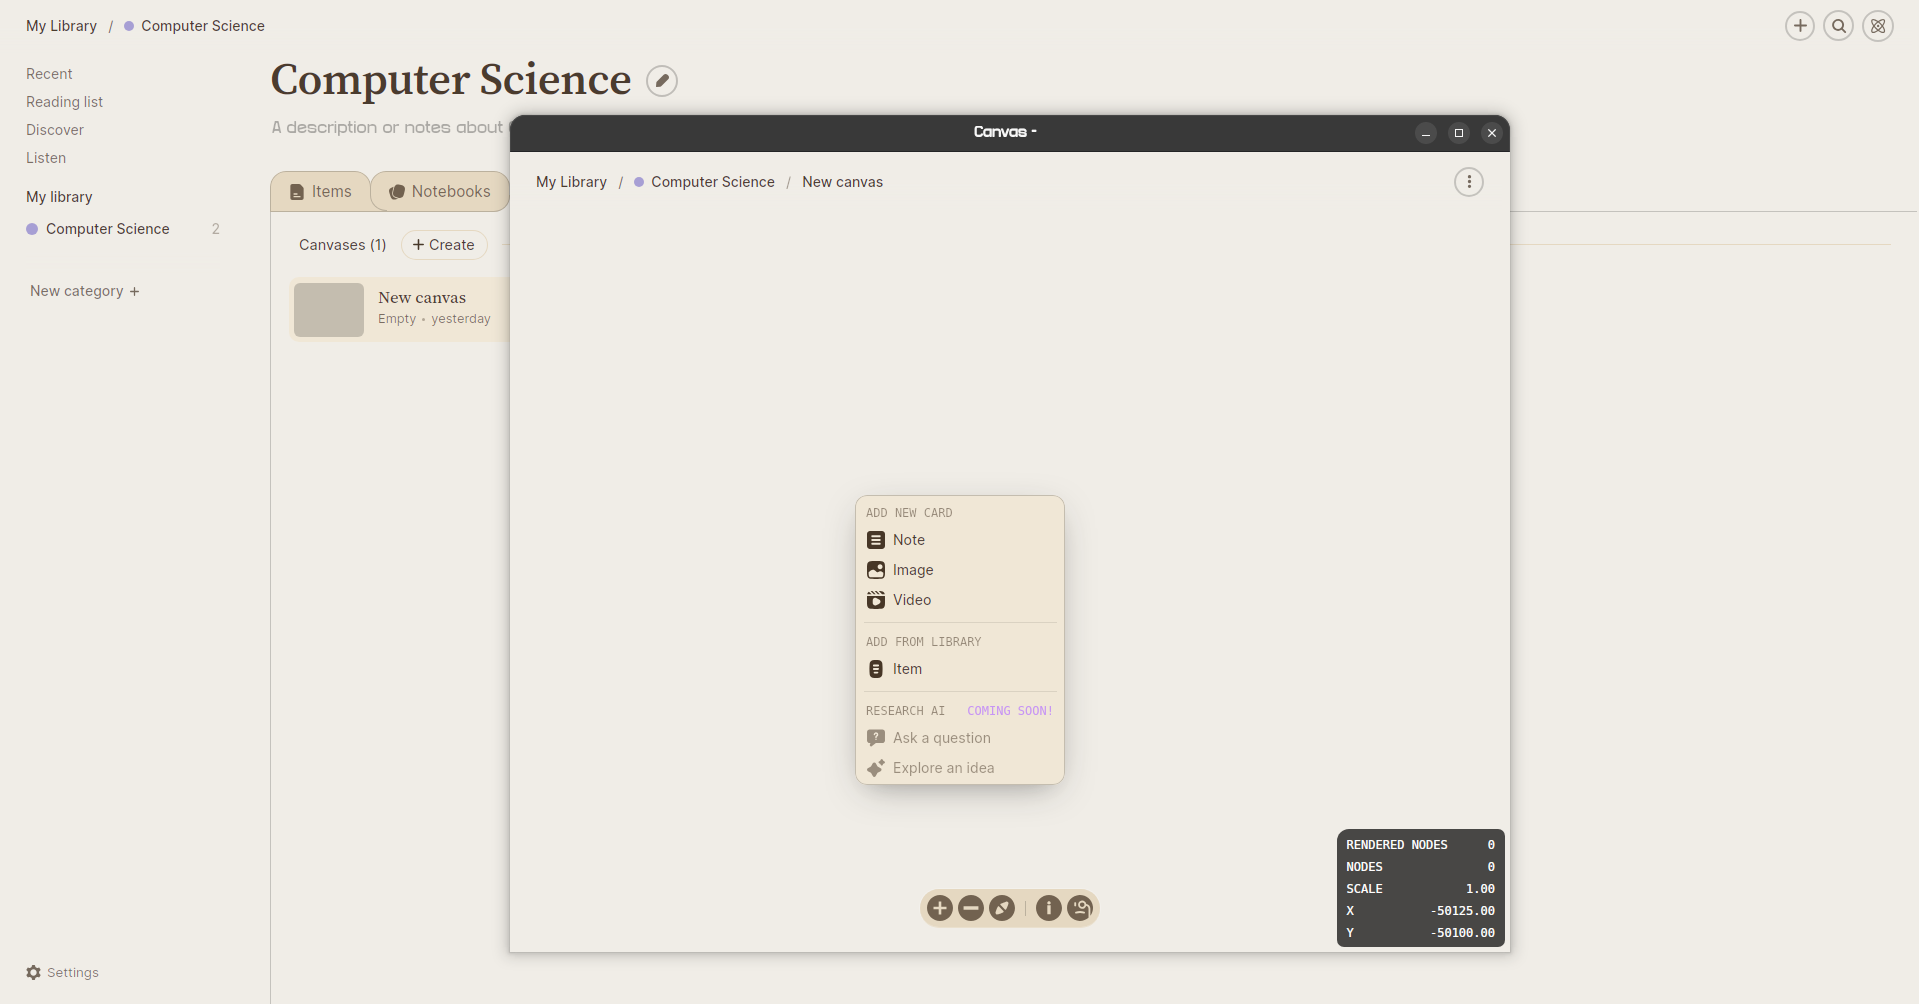 My Library / Computer Science
Recent
Reading list
Discover
Listen
My library
Computer Science 2
New category +
Settings
Computer Science
A description or notes about
Items
Notebooks
Canvases (1)
+ Create
New canvas
Empty • yesterday
Canvas -
My Library / Computer Science / New canvas
ADD NEW CARD
Note
Image
Video
ADD FROM LIBRARY
Item
RESEARCH AI COMING SOON!
Ask a question
Explore an idea
RENDERED NODES 0
NODES 0
SCALE 1.00
X -50125.00
Y -50100.00